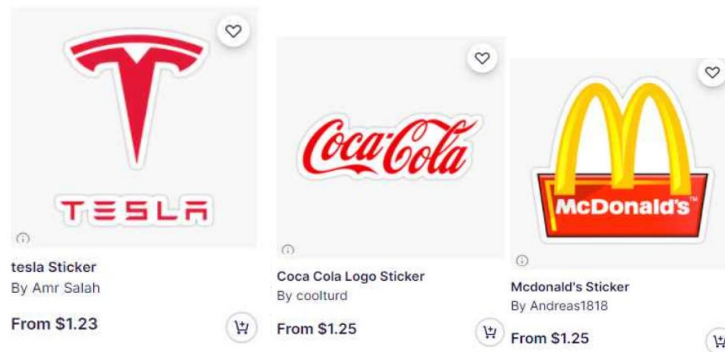 TESLA
tesla Sticker
By Amr Salah
From $1.23
Coca-Cola
Coca Cola Logo Sticker
By coolturd
From $1.25
McDonald's™
Mcdonald's Sticker
By Andreas1818
From $1.25